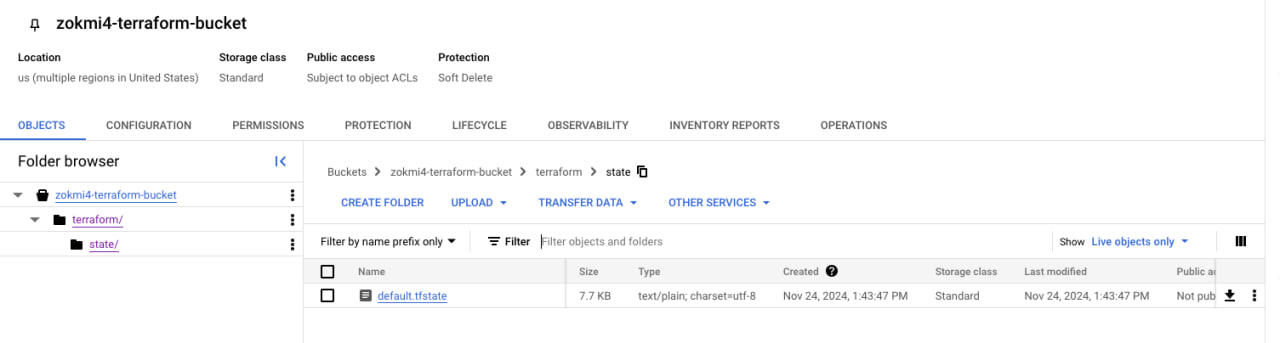 zokmi4-terraform-bucket
Location Storage class Public access Protection
us (multiple regions in United States) Standard Subject to object ACLs Soft Delete
OBJECTS CONFIGURATION PERMISSIONS PROTECTION LIFECYCLE OBSERVABILITY INVENTORY REPORTS OPERATIONS
Folder browser
zokmi4-terraform-bucket
terraform/
state/
Buckets > zokmi4-terraform-bucket > terraform > state
CREATE FOLDER UPLOAD TRANSFER DATA OTHER SERVICES
Filter by name prefix only Filter Filter objects and folders Show Live objects only
Name Size Type Created Storage class Last modified Public
default.tfstate 7.7 KB text/plain; charset=utf-8 Nov 24, 2024, 1:43:47 PM Standard Nov 24, 2024, 1:43:47 PM Not pub